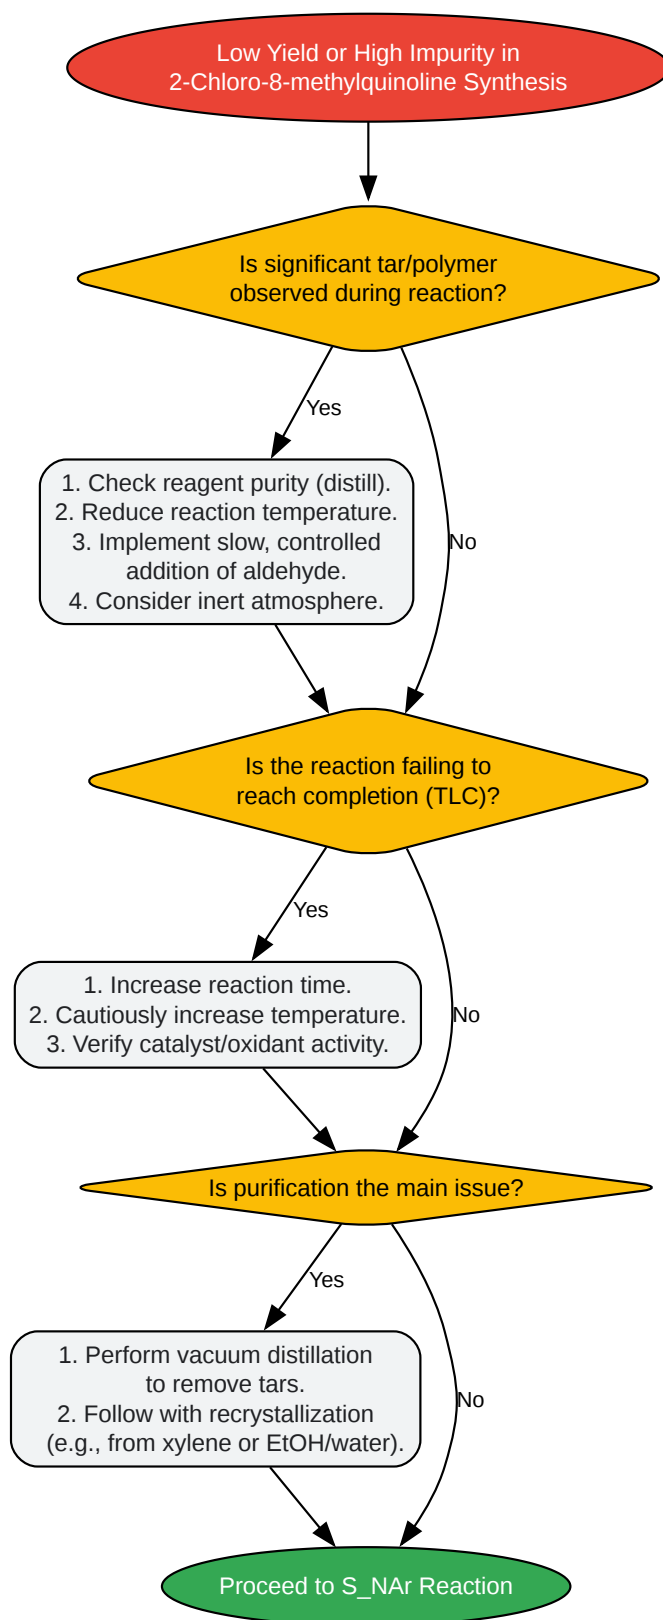 Low Yield or High Impurity in
2-Chloro-8-methylquinoline Synthesis
Is significant tar/polymer
observed during reaction?
Yes
No
1. Check reagent purity (distill).
2. Reduce reaction temperature.
3. Implement slow, controlled
addition of aldehyde.
4. Consider inert atmosphere.
Is the reaction failing to
reach completion (TLC)?
Yes
No
1. Increase reaction time.
2. Cautiously increase temperature.
3. Verify catalyst/oxidant activity.
Is purification the main issue?
Yes
No
1. Perform vacuum distillation
to remove tars.
2. Follow with recrystallization
(e.g., from xylene or EtOH/water).
Proceed to S_NAr Reaction